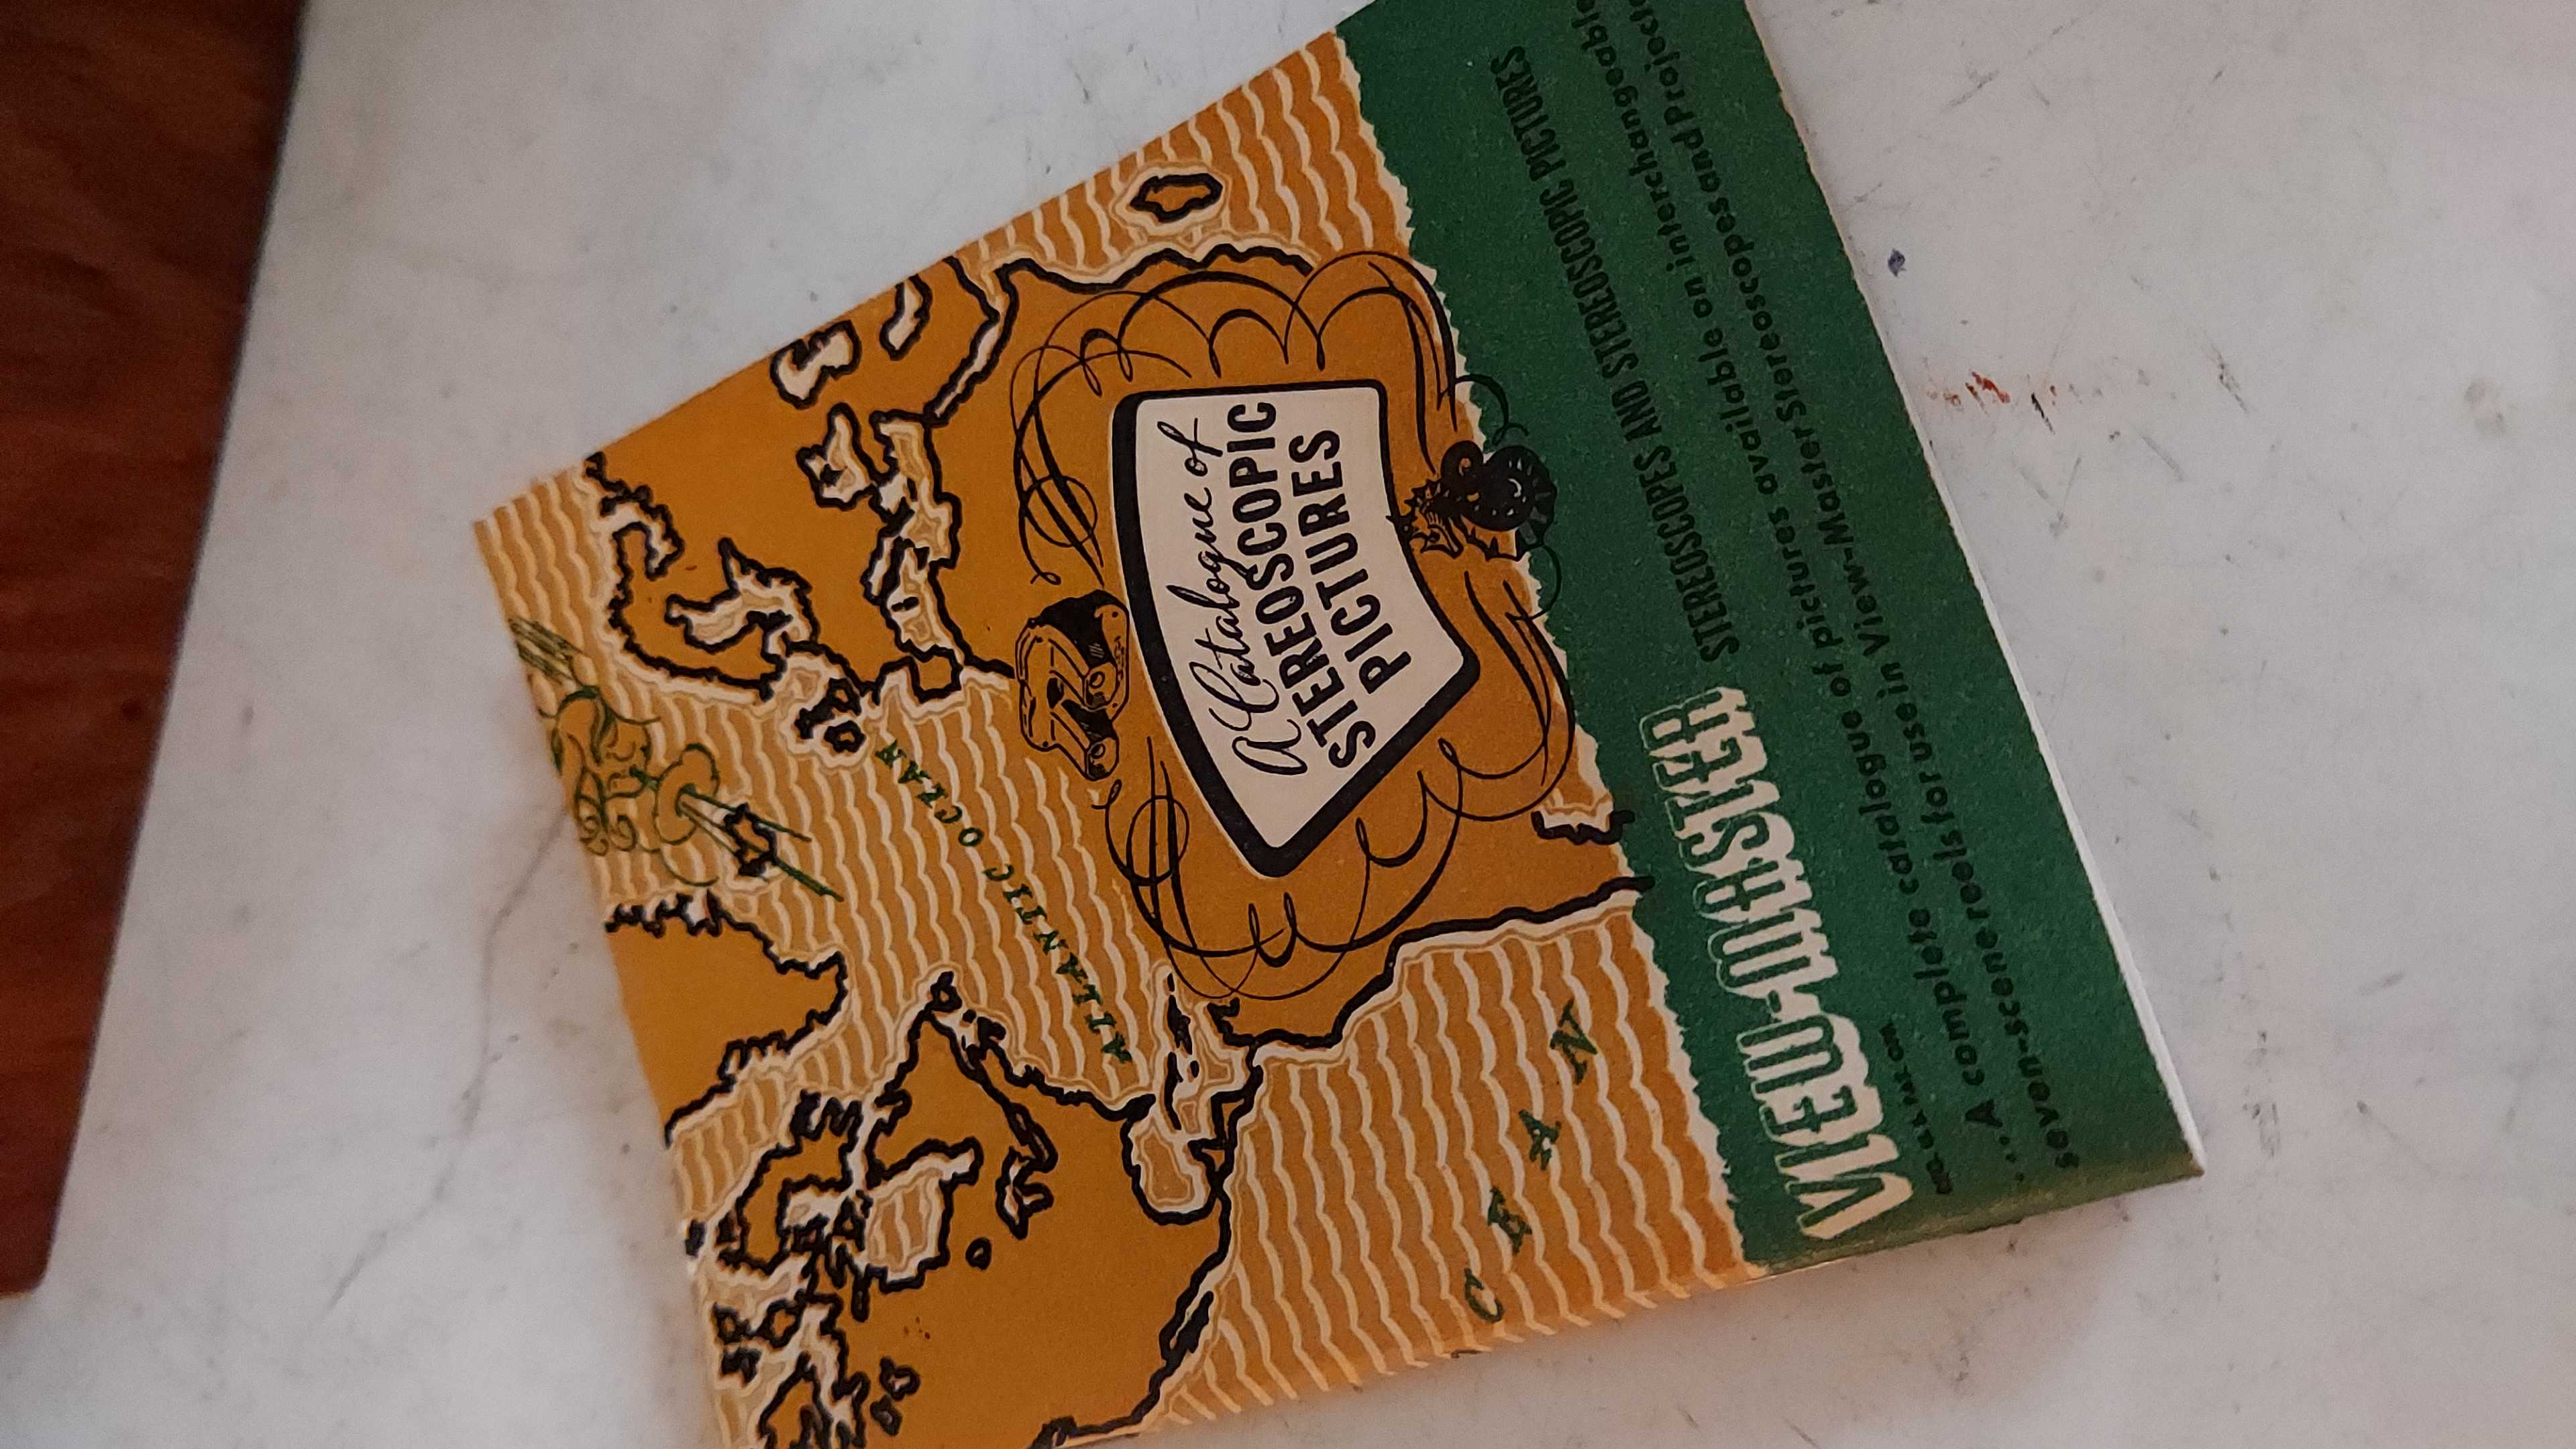 ATLANTIC OCEAN
CEAN
A Catalogue of
STEREOSCOPIC
PICTURES
VIEW-MASTER STEREOSCOPES AND STEREOSCOPIC PICTURES
...A complete catalogue of pictures available on interchangeable
seven-scene reels for use in View-Master Stereoscopes and Projecto